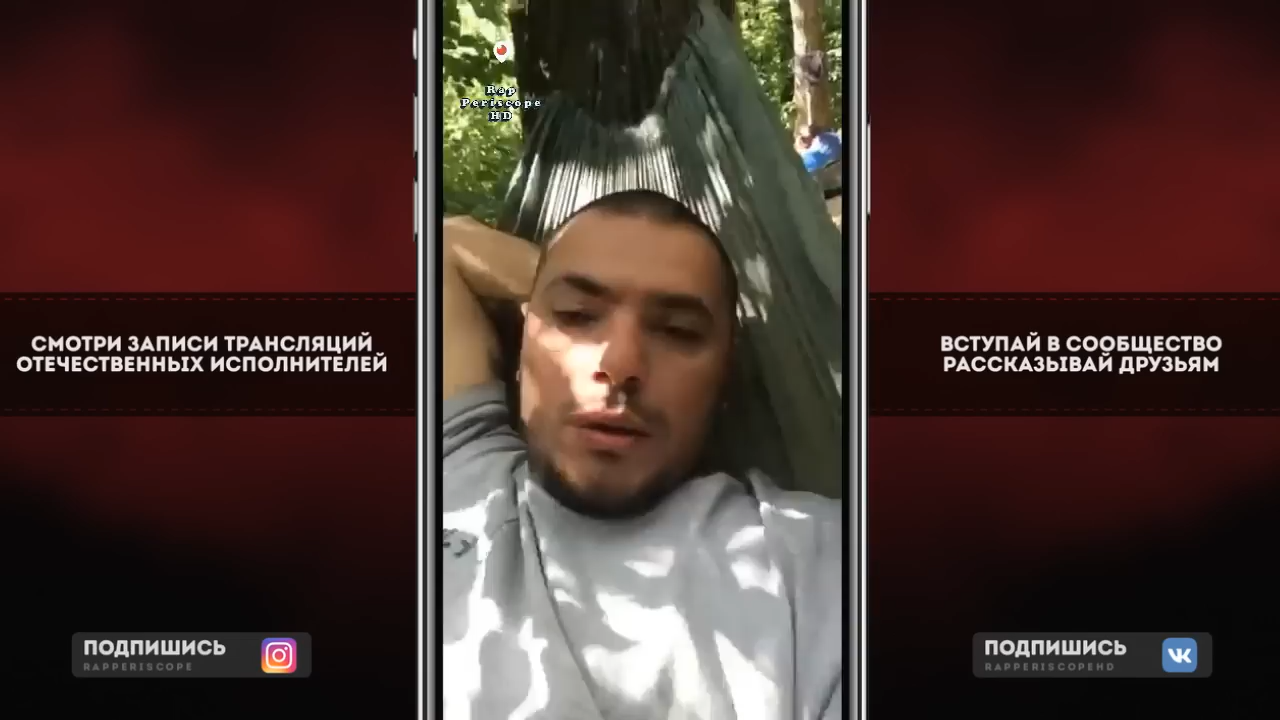 Rap
Periscope
HD
СМОТРИ ЗАПИСИ ТРАНСЛЯЦИЙ
ОТЕЧЕСТВЕННЫХ ИСПОЛНИТЕЛЕЙ
ВСТУПАЙ В СООБЩЕСТВО
РАССКАЗЫВАЙ ДРУЗЬЯМ
ПОДПИШИСЬ
RAPPERISCOPE
ПОДПИШИСЬ
RAPPERISCOPEHD